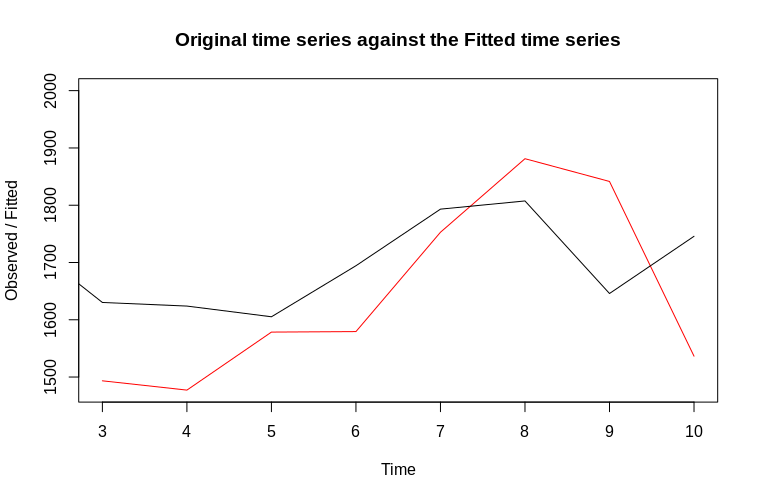 Original time series against the Fitted time series
Observed / Fitted
2000
1900
1800
1700
1600
1500
3 4 5 6 7 8 9 10
Time